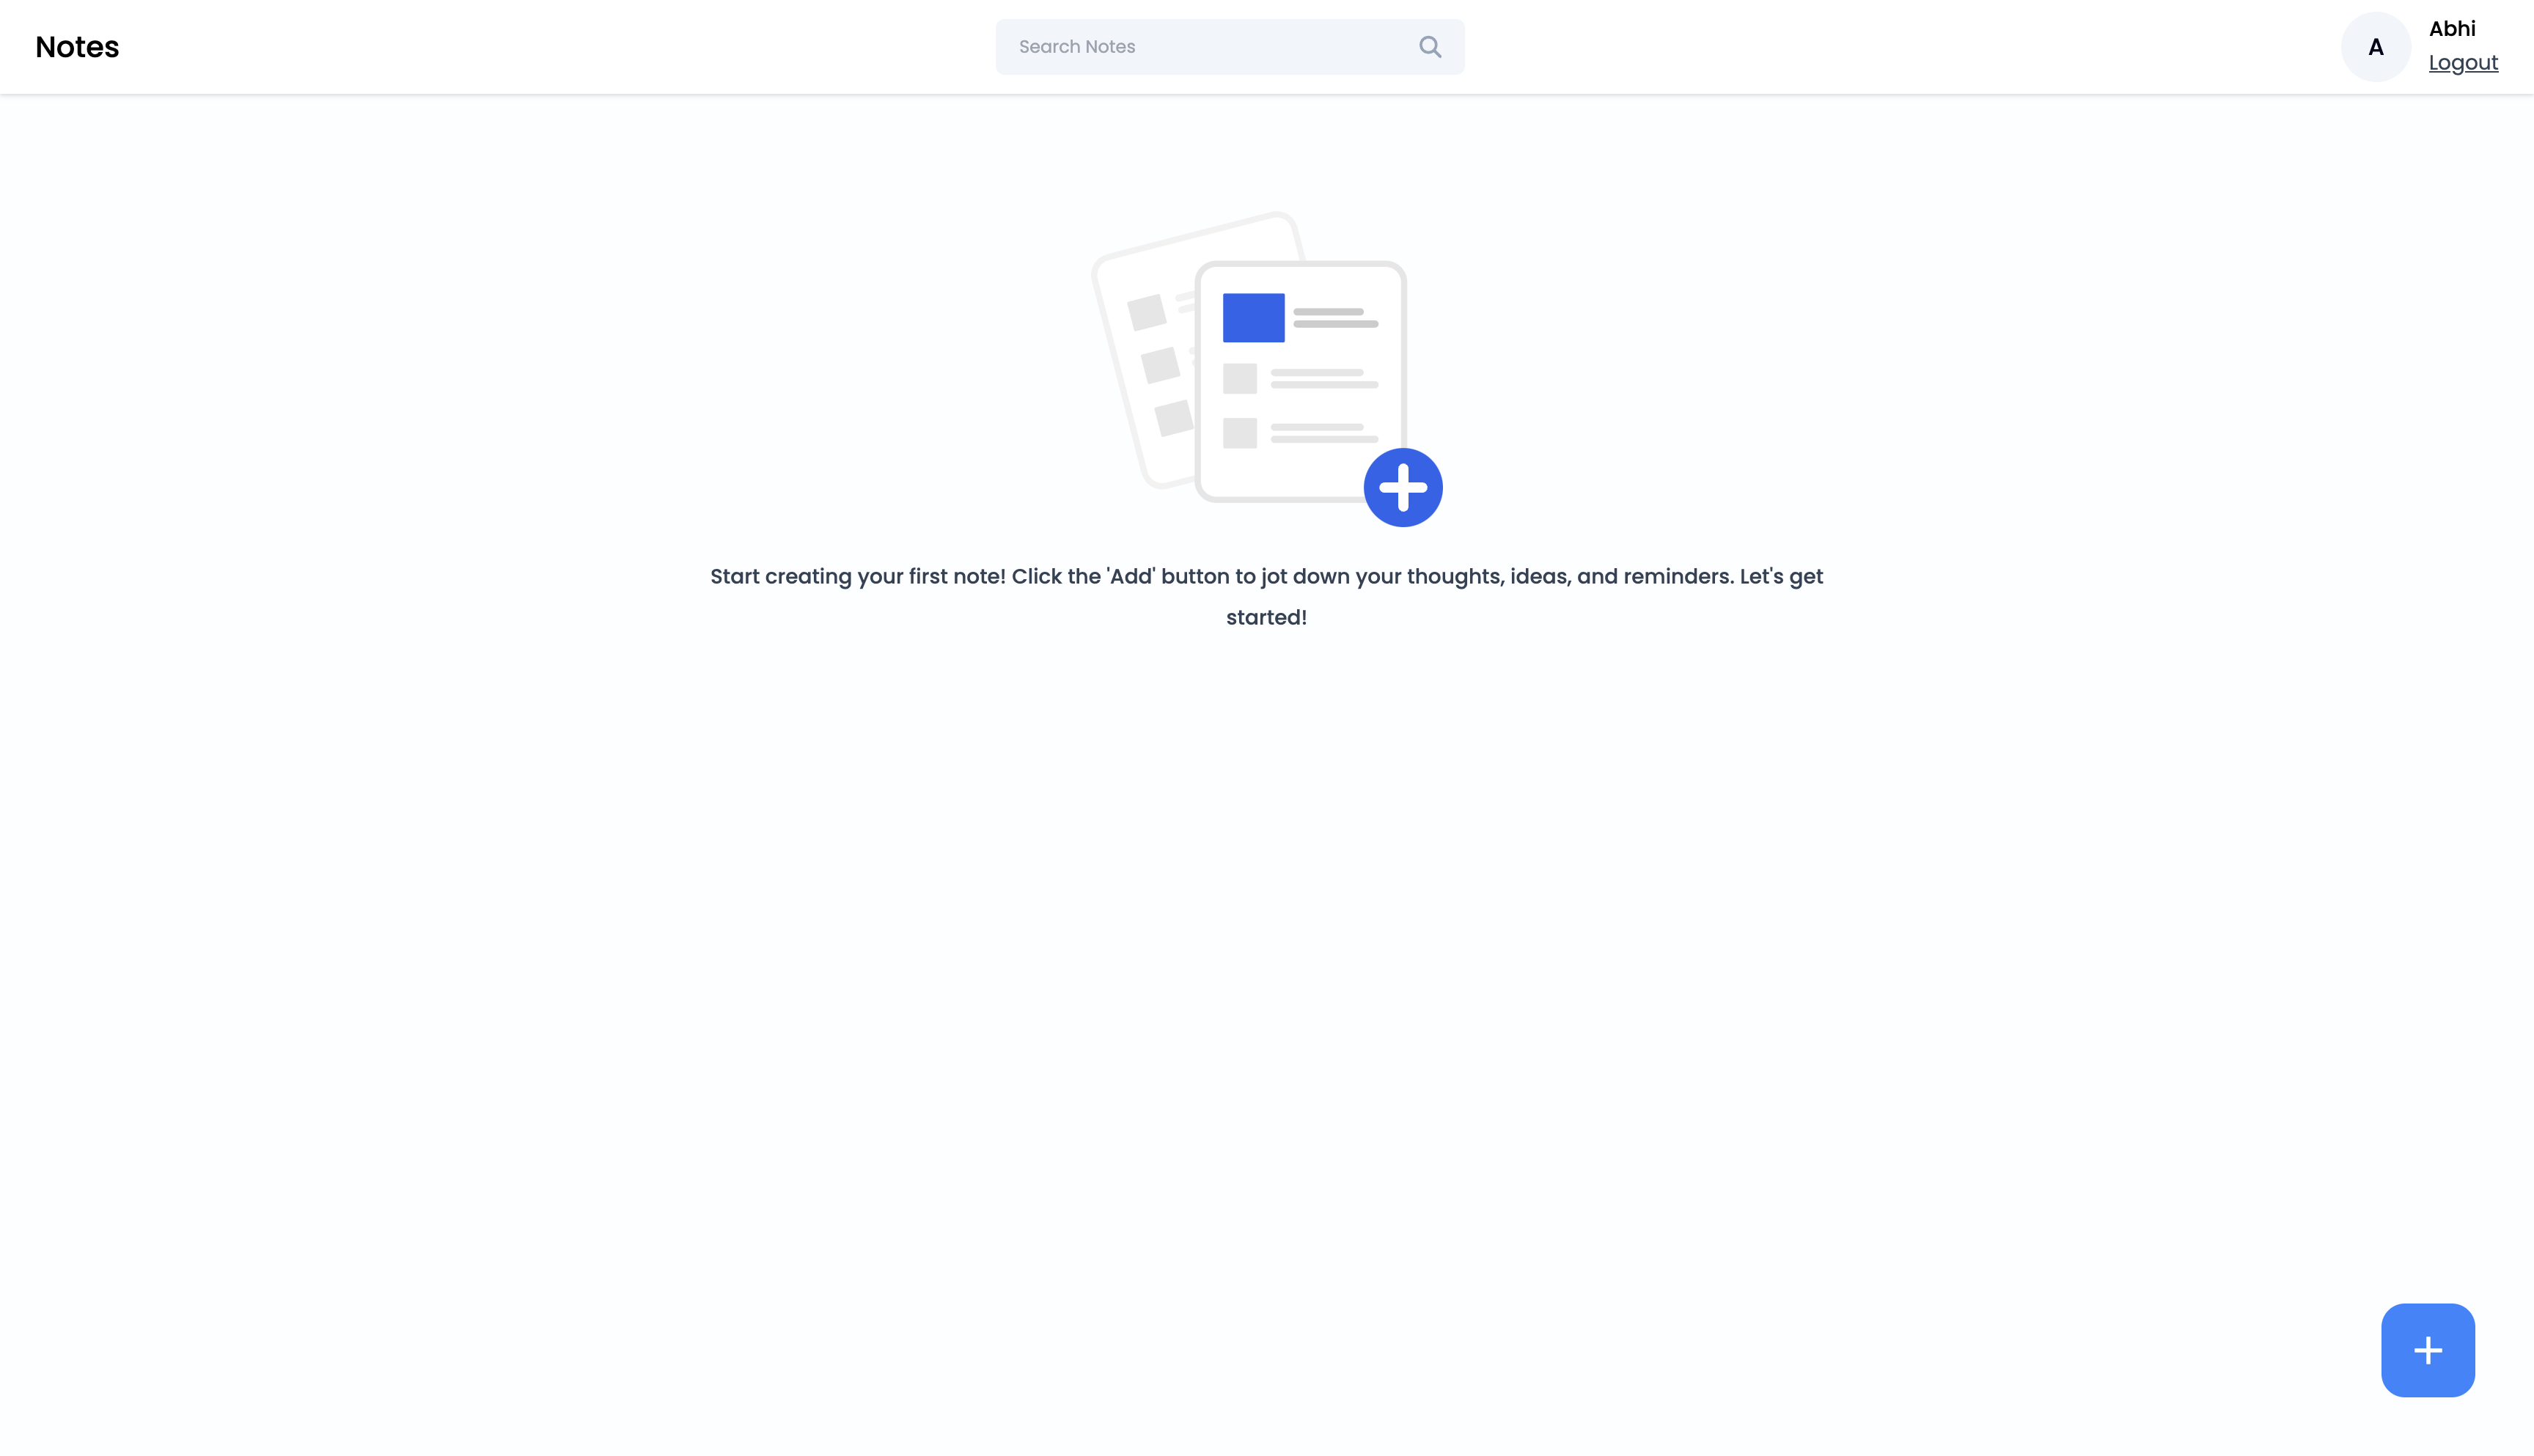 Notes
Search Notes
A
Abhi
Logout
Start creating your first note! Click the 'Add' button to jot down your thoughts, ideas, and reminders. Let's get
started!